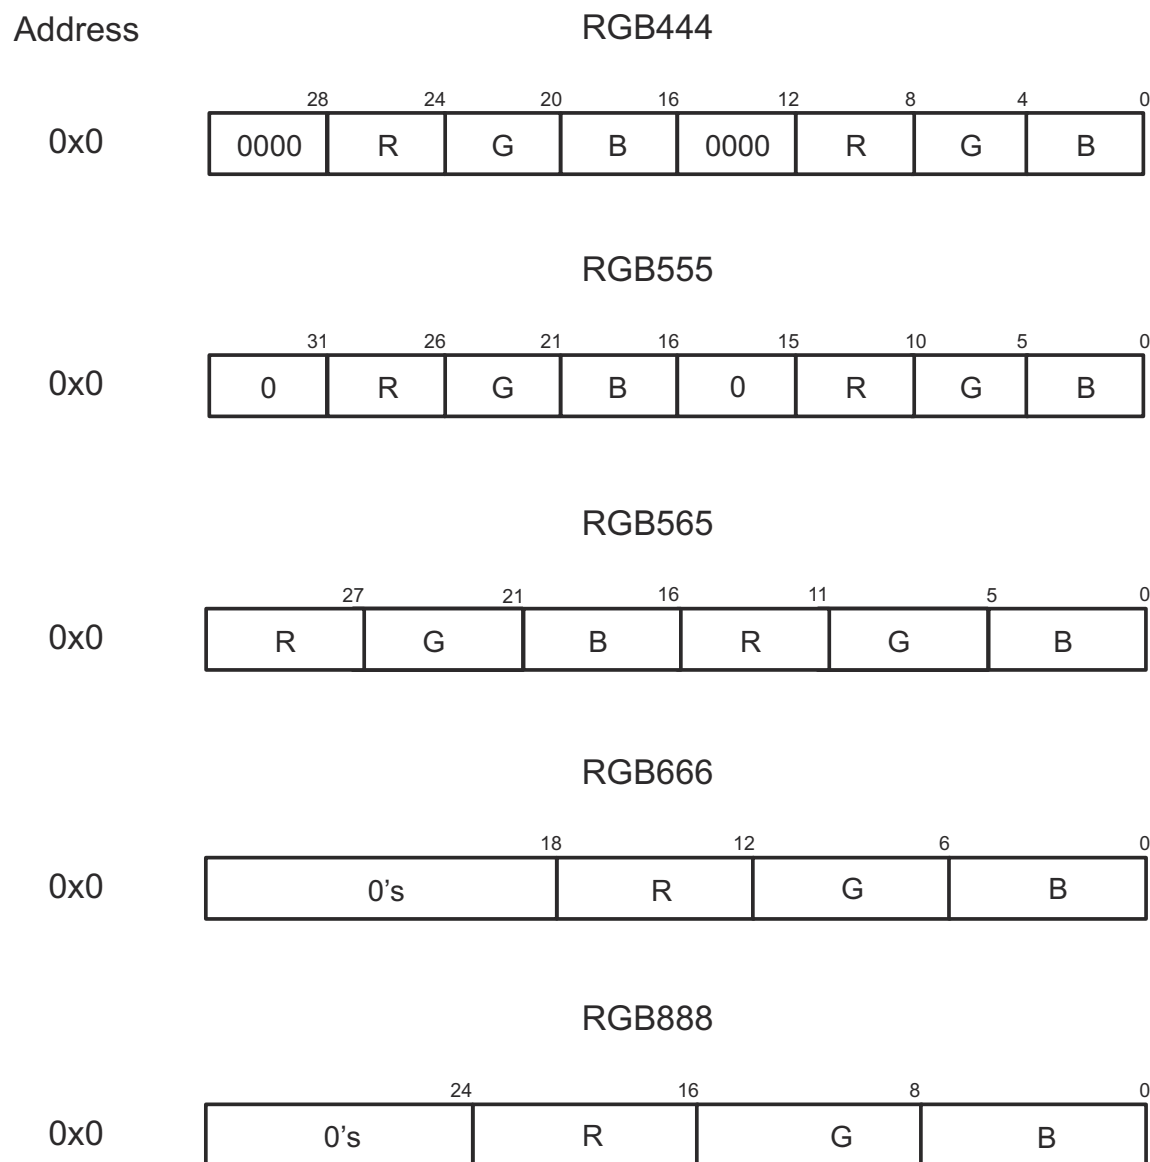 Address RGB444
28 24 20 16 12 8 4 0
0x0 0000 R G B 0000 R G B
RGB555
31 26 21 16 15 10 5 0
0x0 0 R G B 0 R G B
RGB565
27 21 16 11 5 0
0x0 R G B R G B
RGB666
18 12 6 0
0x0 0’s R G B
RGB888
24 16 8 0
0x0 0’s R G B